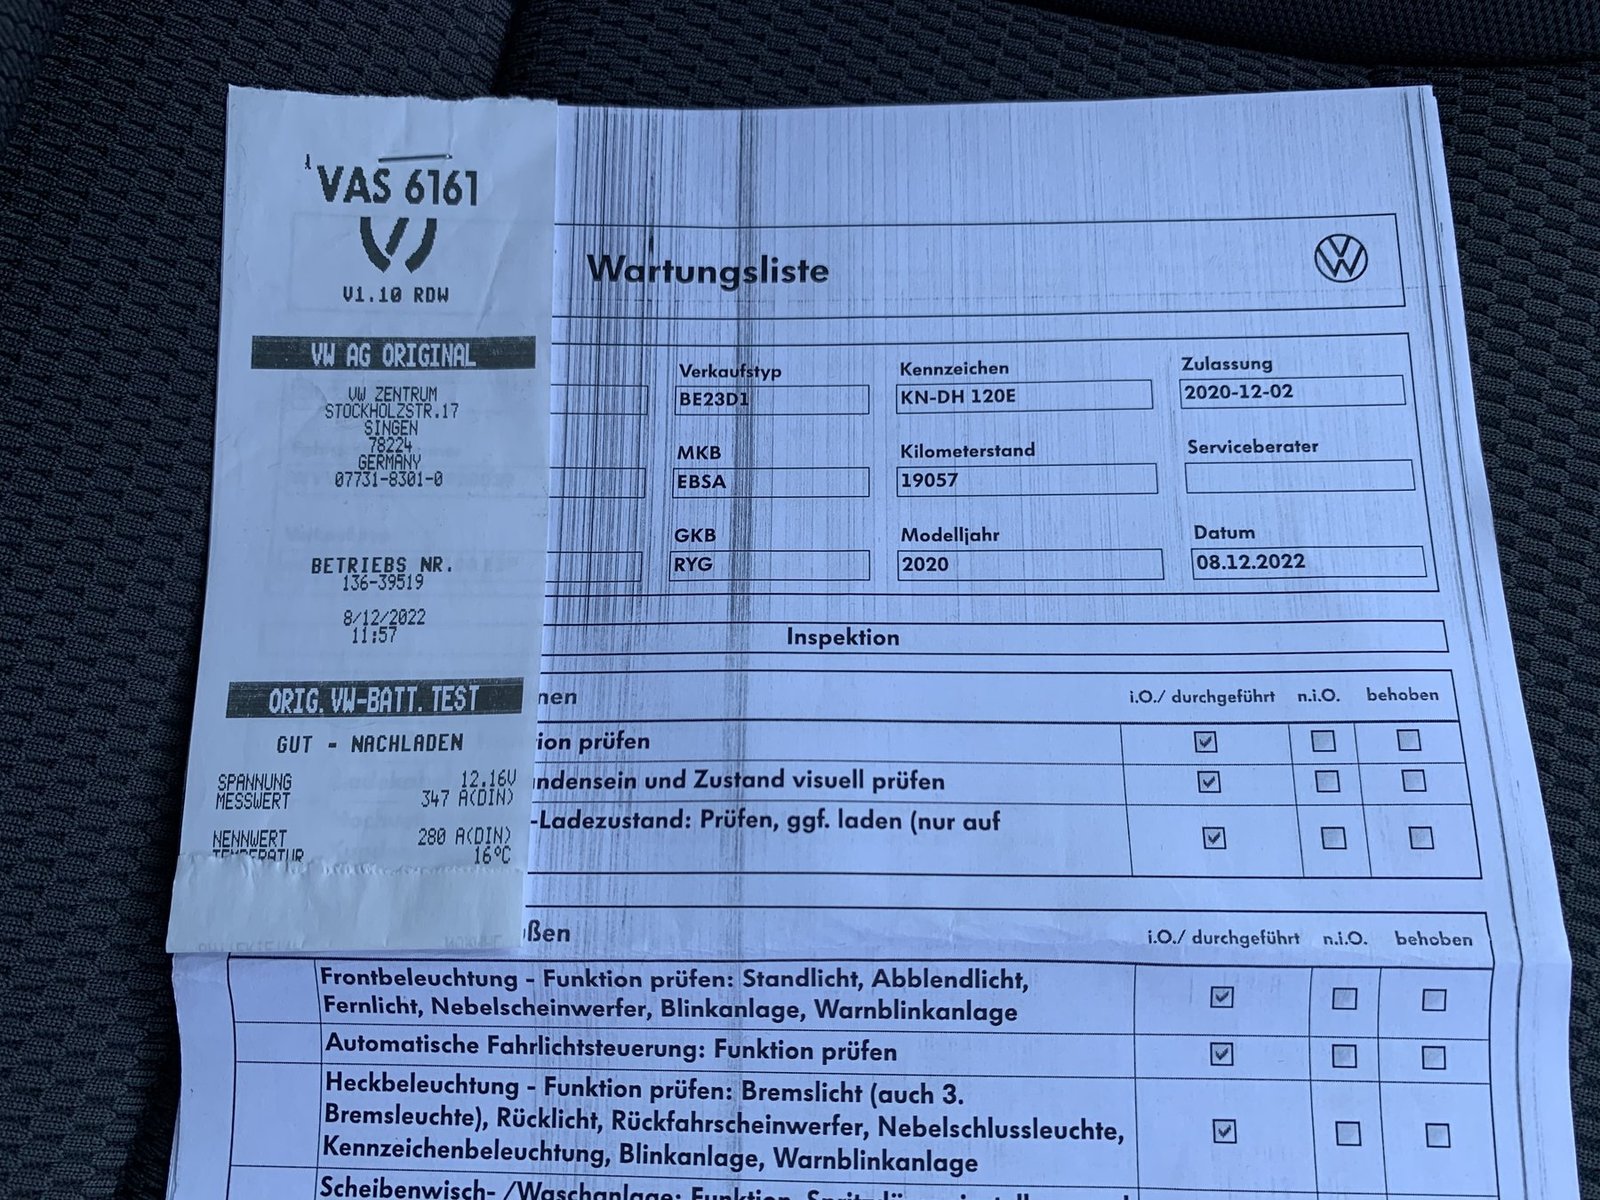 VAS 6161
V1.10 RDW
VW AG ORIGINAL
VW ZENTRUM
STOCKHOLZSTR.17
SINGEN
78224
GERMANY
07731-8301-0
BETRIEBS NR.
136-39519
8/12/2022
11:57
ORIG. VW-BATT. TEST
GUT - NACHLADEN
SPANNUNG 12.16V
MESSWERT 347 A(DIN)
NENNWERT 280 A(DIN)
TEMPERATUR 16°C
Wartungsliste
Verkaufstyp Kennzeichen Zulassung
BE23D1 KN-DH 120E 2020-12-02
MKB Kilometerstand Serviceberater
EBSA 19057
GKB Modelljahr Datum
RYG 2020 08.12.2022
Inspektion
nen i.O./ durchgeführt n.i.O. behoben
ion prüfen
ndensein und Zustand visuell prüfen
-Ladezustand: Prüfen, ggf. laden (nur auf
ßen i.O./ durchgeführt n.i.O. behoben
Frontbeleuchtung - Funktion prüfen: Standlicht, Abblendlicht,
Fernlicht, Nebelscheinwerfer, Blinkanlage, Warnblinkanlage
Automatische Fahrlichtsteuerung: Funktion prüfen
Heckbeleuchtung - Funktion prüfen: Bremslicht (auch 3.
Bremsleuchte), Rücklicht, Rückfahrscheinwerfer, Nebelschlussleuchte,
Kennzeichenbeleuchtung, Blinkanlage, Warnblinkanlage
Scheibenwisch- /Waschanlage: Funktion